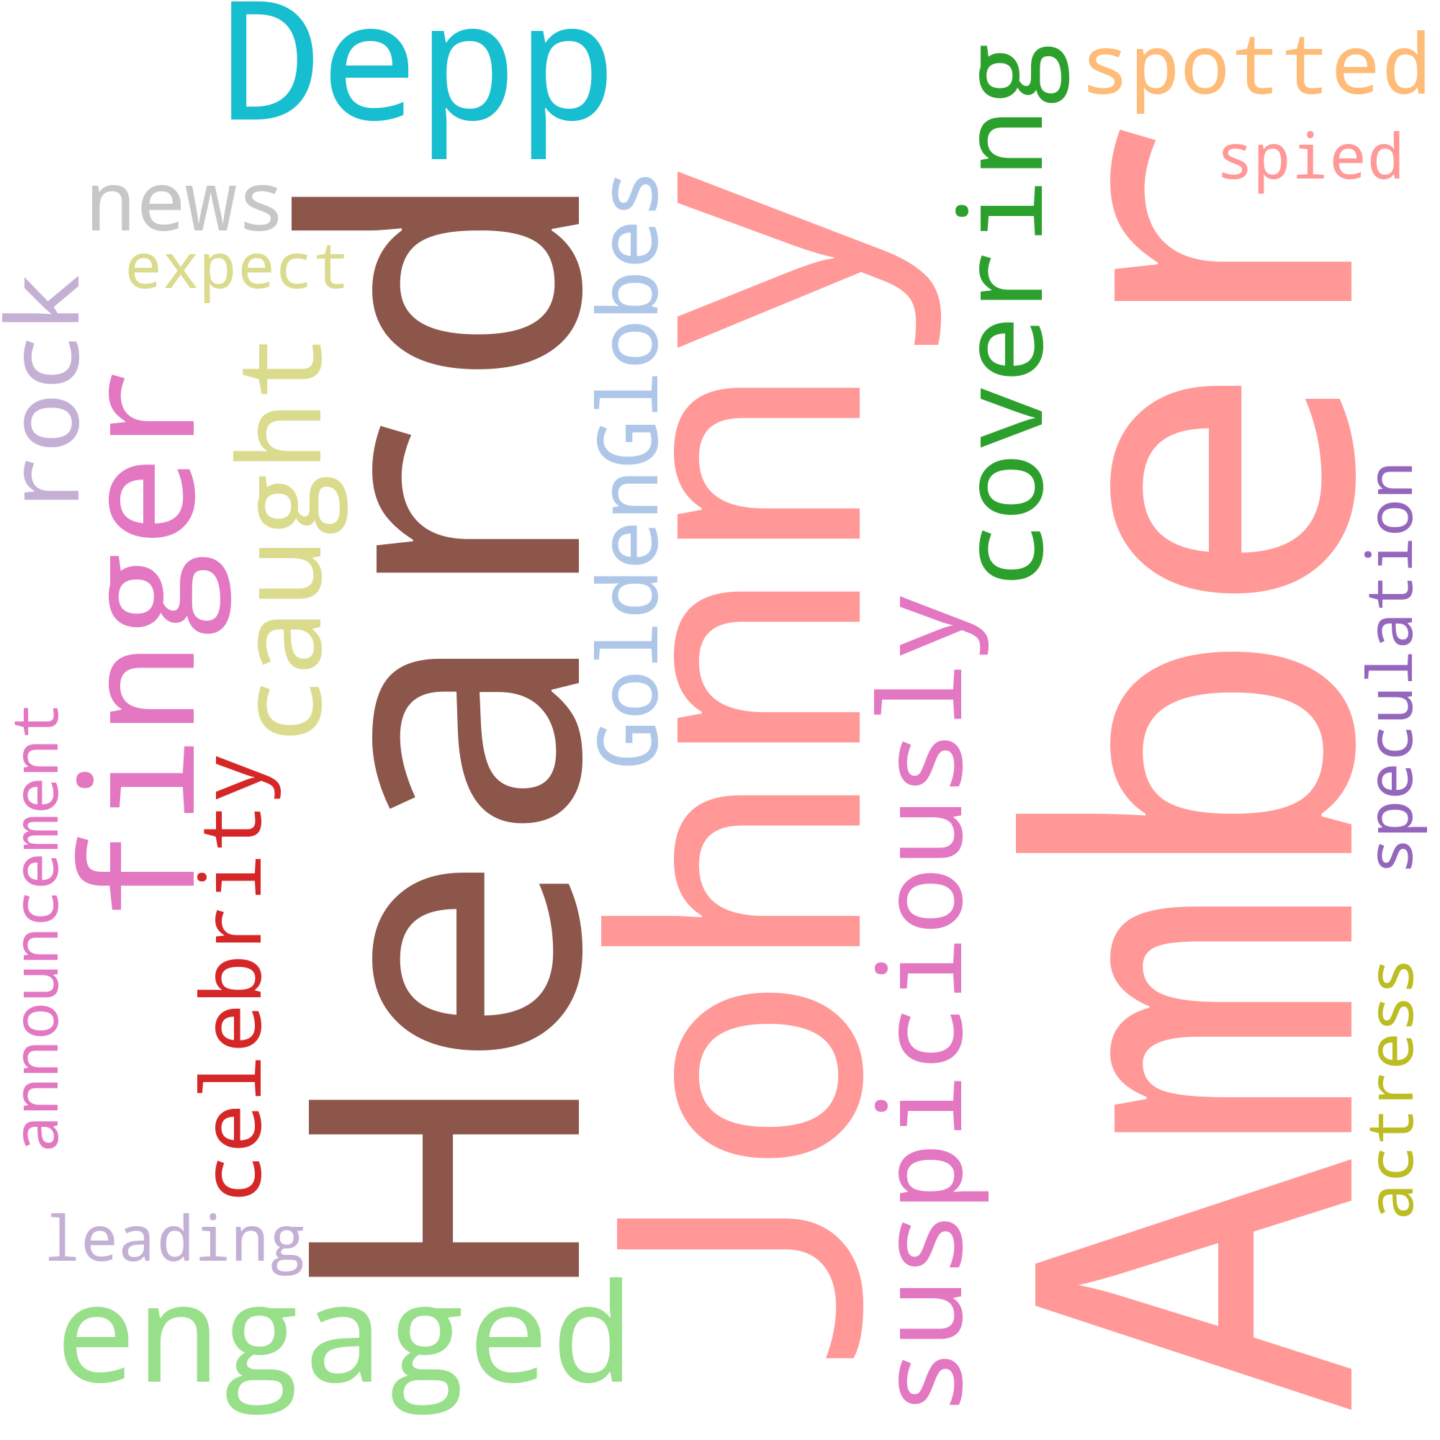 Depp
spotted
spied
news
expect
covering
GoldenGlobes
rock
finger
caught
Heard
Johnny
Amber
speculation
suspiciously
announcement
celebrity
actress
leading
engaged